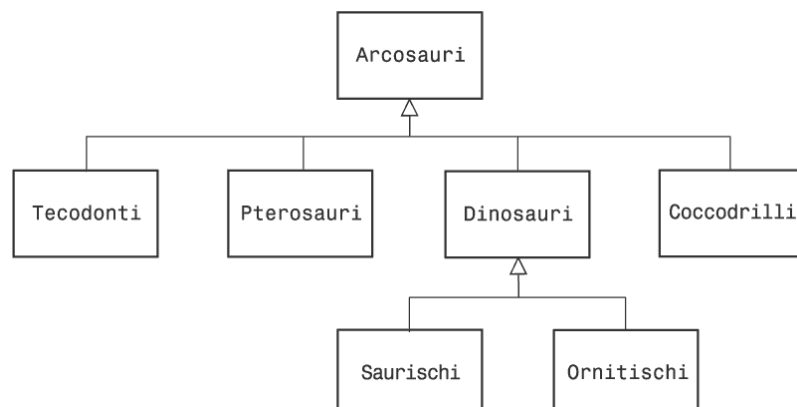 Arcosauri
Tecodonti
Pterosauri
Dinosauri
Coccodrilli
Saurischi
Ornitischi